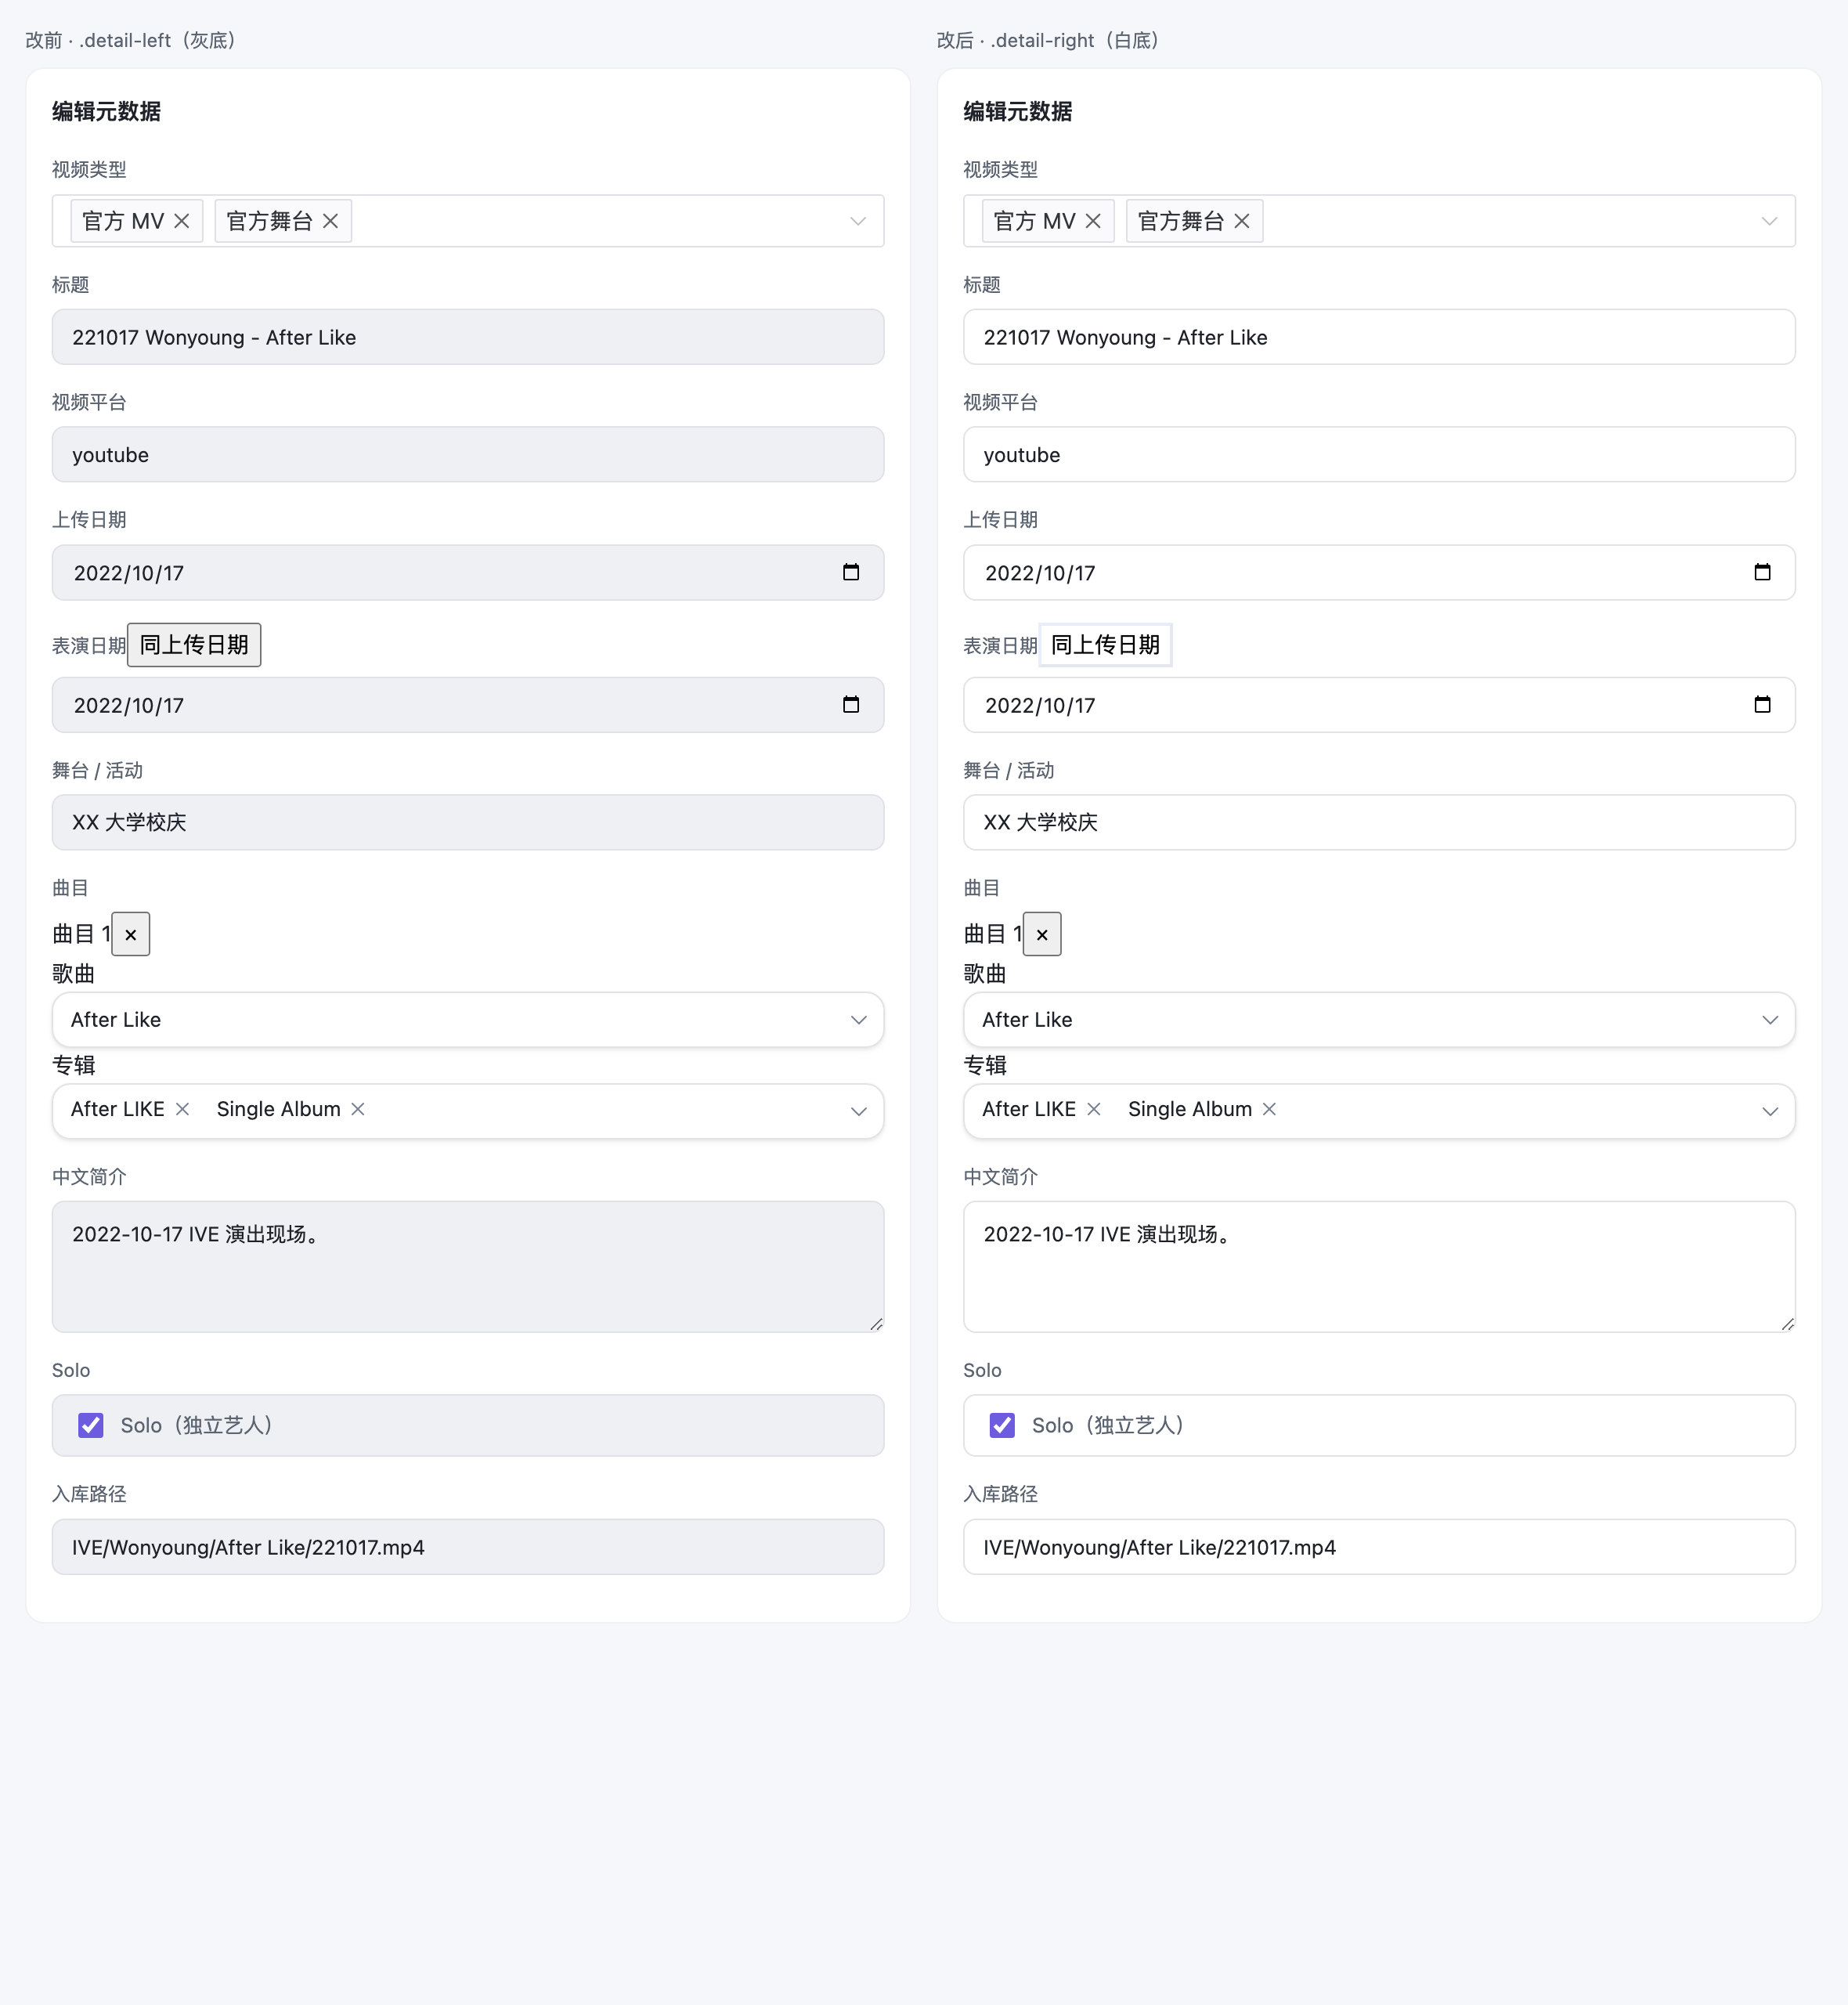 改前 · .detail-left（灰底）
编辑元数据
视频类型
官方 MV × 官方舞台 ×
标题
221017 Wonyoung - After Like
视频平台
youtube
上传日期
2022/10/17
表演日期 同上传日期
2022/10/17
舞台 / 活动
XX 大学校庆
曲目
曲目 1 ×
歌曲
After Like
专辑
After LIKE × Single Album ×
中文简介
2022-10-17 IVE 演出现场。
Solo
Solo（独立艺人）
入库路径
IVE/Wonyoung/After Like/221017.mp4
改后 · .detail-right（白底）
编辑元数据
视频类型
官方 MV × 官方舞台 ×
标题
221017 Wonyoung - After Like
视频平台
youtube
上传日期
2022/10/17
表演日期 同上传日期
2022/10/17
舞台 / 活动
XX 大学校庆
曲目
曲目 1 ×
歌曲
After Like
专辑
After LIKE × Single Album ×
中文简介
2022-10-17 IVE 演出现场。
Solo
Solo（独立艺人）
入库路径
IVE/Wonyoung/After Like/221017.mp4